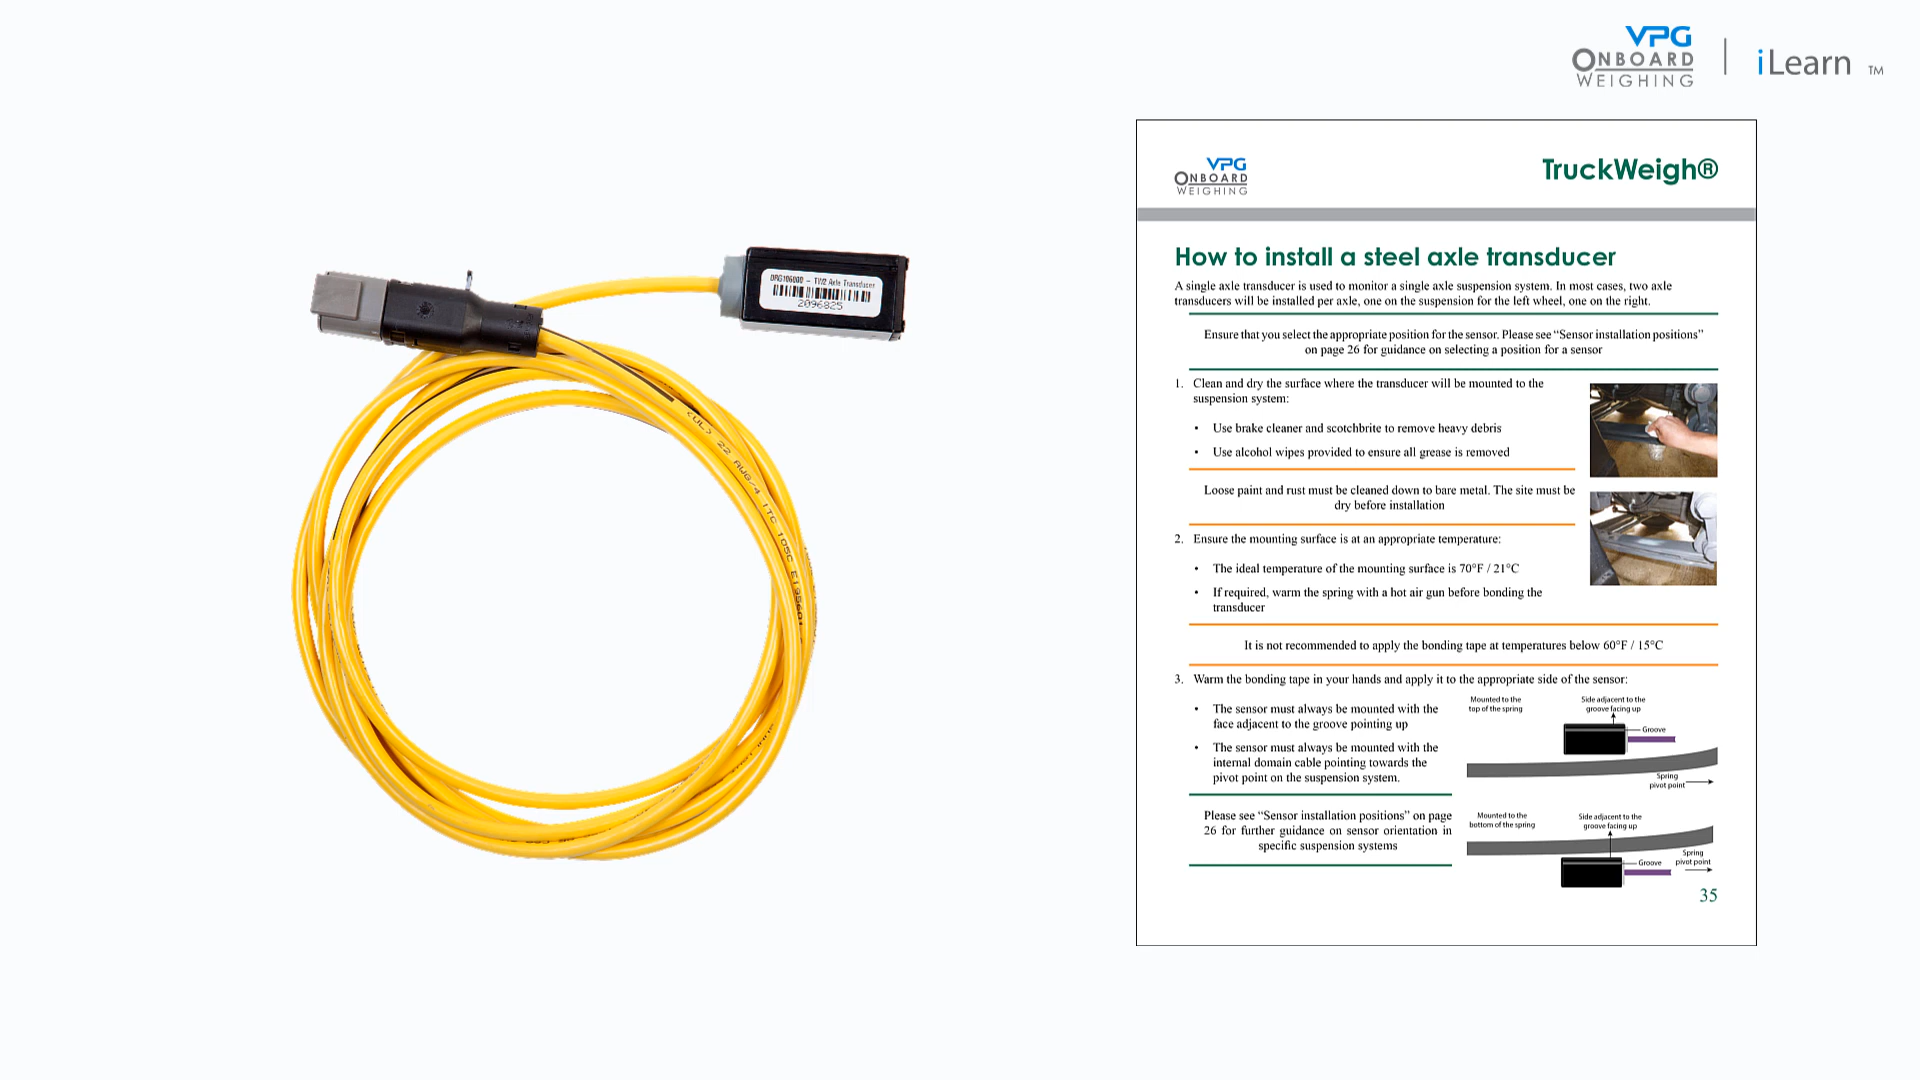 VPG
ONBOARD
WEIGHING
iLearn TM
ORG106000 - TW2 Axle Transducer
2096825
<UL> 22 AWG/4 ITC 105C E195601
VPG
ONBOARD
WEIGHING
TruckWeigh®
How to install a steel axle transducer
A single axle transducer is used to monitor a single axle suspension system. In most cases, two axle
transducers will be installed per axle, one on the suspension for the left wheel, one on the right.
Ensure that you select the appropriate position for the sensor. Please see “Sensor installation positions”
on page 26 for guidance on selecting a position for a sensor
1. Clean and dry the surface where the transducer will be mounted to the
suspension system:
• Use brake cleaner and scotchbrite to remove heavy debris
• Use alcohol wipes provided to ensure all grease is removed
Loose paint and rust must be cleaned down to bare metal. The site must be
dry before installation
2. Ensure the mounting surface is at an appropriate temperature:
• The ideal temperature of the mounting surface is 70°F / 21°C
• If required, warm the spring with a hot air gun before bonding the
transducer
It is not recommended to apply the bonding tape at temperatures below 60°F / 15°C
3. Warm the bonding tape in your hands and apply it to the appropriate side of the sensor:
• The sensor must always be mounted with the
face adjacent to the groove pointing up
• The sensor must always be mounted with the
internal domain cable pointing towards the
pivot point on the suspension system.
Please see “Sensor installation positions” on page
26 for further guidance on sensor orientation in
specific suspension systems
Mounted to the
top of the spring
Side adjacent to the
groove facing up
Groove
Spring
pivot point
Mounted to the
bottom of the spring
Side adjacent to the
groove facing up
Groove
Spring
pivot point
35